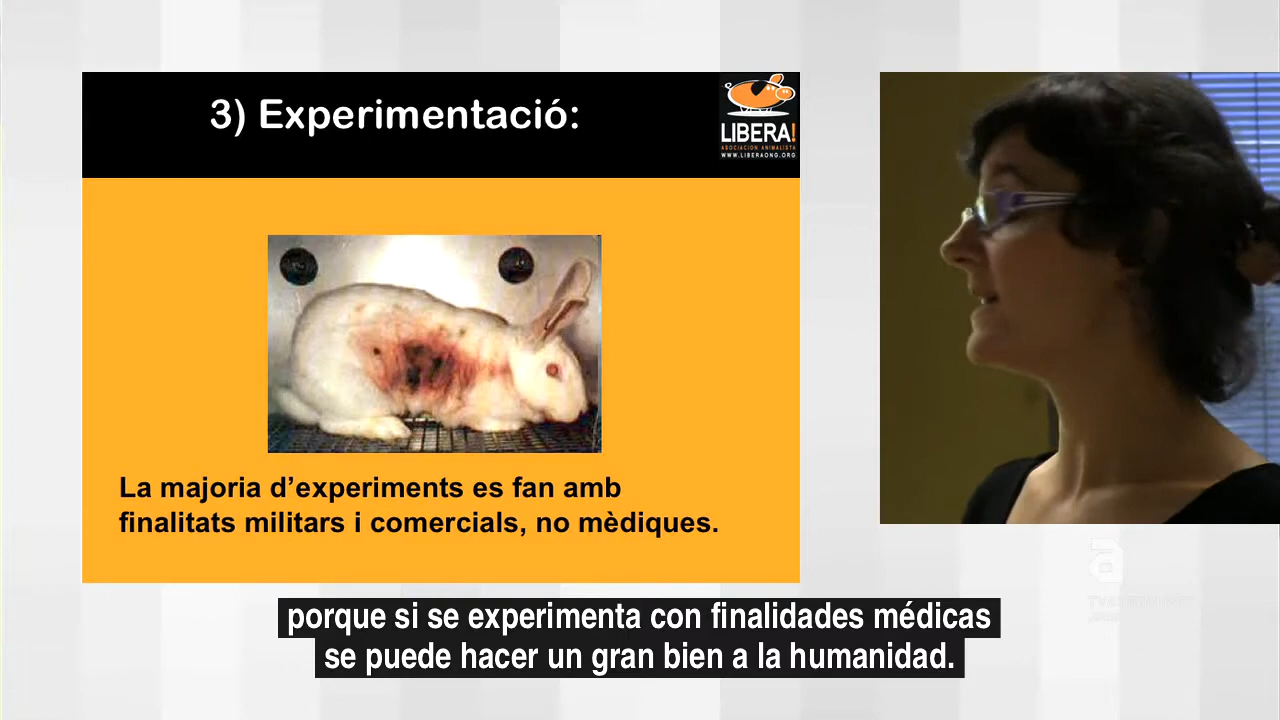 3) Experimentació:
LIBERA!
ASOCIACION ANIMALISTA
WWW.LIBERAONG.ORG
La majoria d’experiments es fan amb
finalitats militars i comercials, no mèdiques.
porque si se experimenta con finalidades médicas
se puede hacer un gran bien a la humanidad.
a